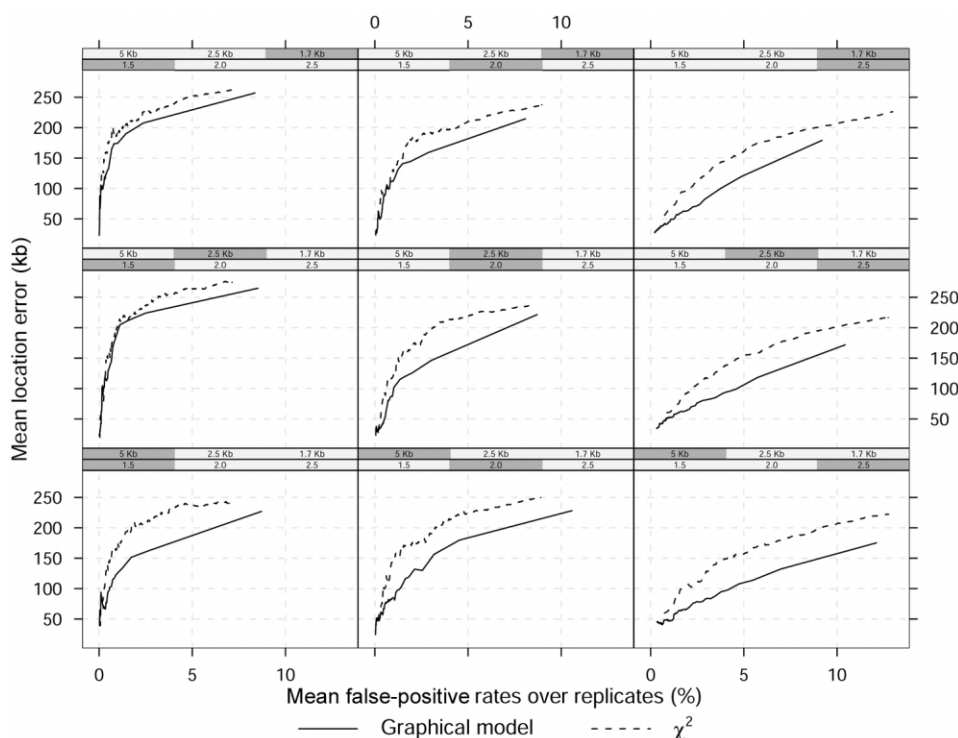 0 5 10
5 Kb 2.5 Kb 1.7 Kb 5 Kb 2.5 Kb 1.7 Kb 5 Kb 2.5 Kb 1.7 Kb
1.5 2.0 2.5 1.5 2.0 2.5 1.5 2.0 2.5
250
200
150
100
50
5 Kb 2.5 Kb 1.7 Kb 5 Kb 2.5 Kb 1.7 Kb 5 Kb 2.5 Kb 1.7 Kb
1.5 2.0 2.5 1.5 2.0 2.5 1.5 2.0 2.5
250
200
150
100
50
Mean location error (kb)
5 Kb 2.5 Kb 1.7 Kb 5 Kb 2.5 Kb 1.7 Kb 5 Kb 2.5 Kb 1.7 Kb
1.5 2.0 2.5 1.5 2.0 2.5 1.5 2.0 2.5
250
200
150
100
50
0 5 10 0 5 10
Mean false-positive rates over replicates (%)
Graphical model χ²